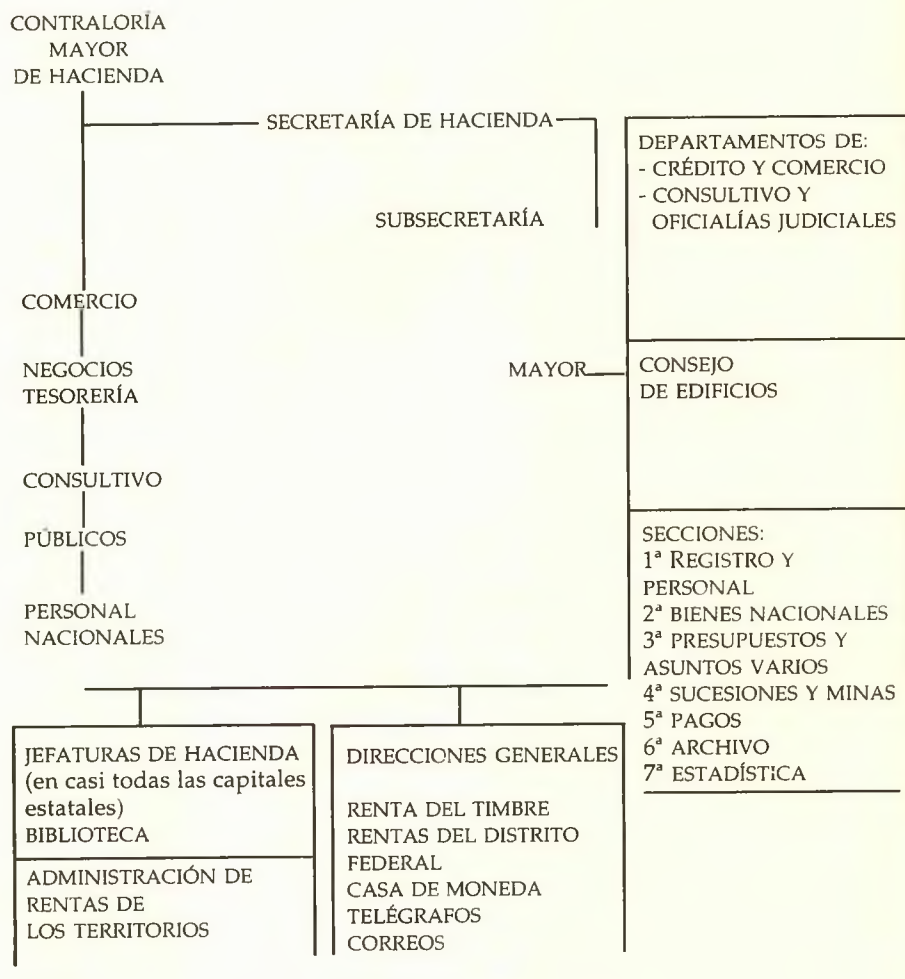 CONTRALORÍA
MAYOR
DE HACIENDA
SECRETARÍA DE HACIENDA
SUBSECRETARÍA
DEPARTAMENTOS DE:
- CRÉDITO Y COMERCIO
- CONSULTIVO Y
OFICIALÍAS JUDICIALES
COMERCIO
NEGOCIOS
TESORERÍA
CONSULTIVO
PÚBLICOS
PERSONAL
NACIONALES
MAYOR
CONSEJO
DE EDIFICIOS
SECCIONES:
1ª REGISTRO Y
PERSONAL
2ª BIENES NACIONALES
3ª PRESUPUESTOS Y
ASUNTOS VARIOS
4ª SUCESIONES Y MINAS
5ª PAGOS
6ª ARCHIVO
7ª ESTADÍSTICA
JEFATURAS DE HACIENDA
(en casi todas las capitales
estatales)
BIBLIOTECA
ADMINISTRACIÓN DE
RENTAS DE
LOS TERRITORIOS
DIRECCIONES GENERALES
RENTA DEL TIMBRE
RENTAS DEL DISTRITO
FEDERAL
CASA DE MONEDA
TELÉGRAFOS
CORREOS